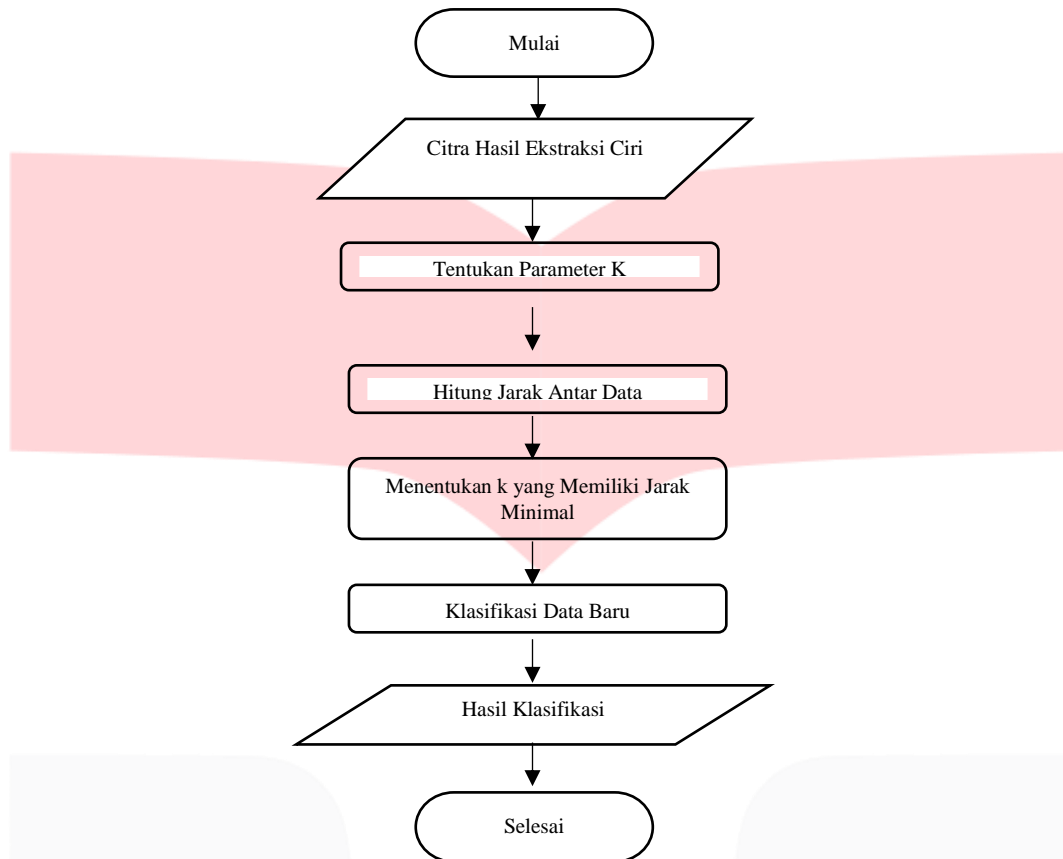 Mulai
Citra Hasil Ekstraksi Ciri
Tentukan Parameter K
Hitung Jarak Antar Data
Menentukan k yang Memiliki Jarak
Minimal
Klasifikasi Data Baru
Hasil Klasifikasi
Selesai